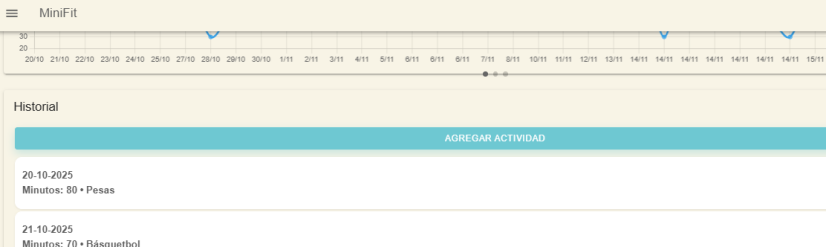 MiniFit
30
20
20/10 21/10 22/10 23/10 24/10 25/10 26/10 27/10 28/10 29/10 30/10 1/11 2/11 3/11 4/11 5/11 6/11 6/11 7/11 8/11 10/11 11/11 12/11 13/11 14/11 14/11 14/11 14/11 14/11 14/11 14/11 15/11
Historial
AGREGAR ACTIVIDAD
20-10-2025
Minutos: 80 • Pesas
21-10-2025
Minutos: 70 • Básquetbol